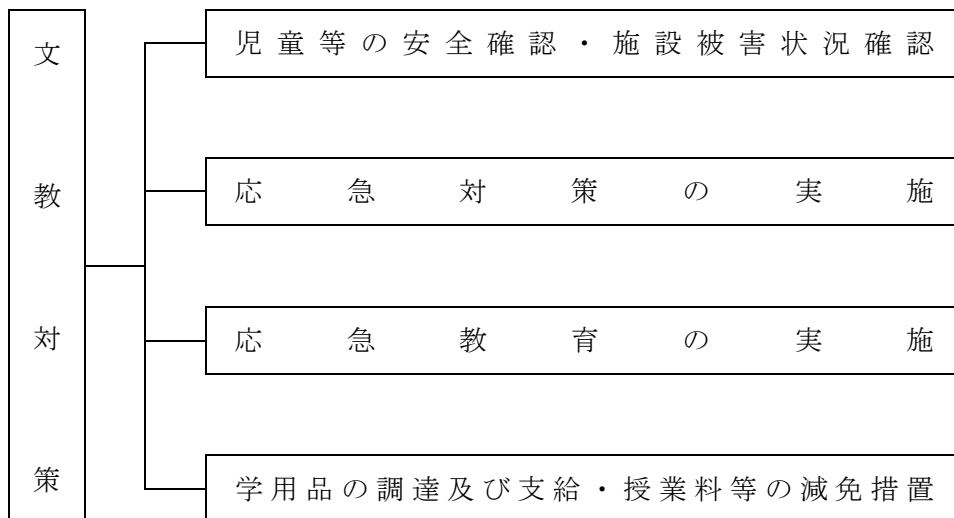 文教対策
児童等の安全確認・施設被害状況確認
応急対策の実施
応急教育の実施
学用品の調達及び支給・授業料等の減免措置